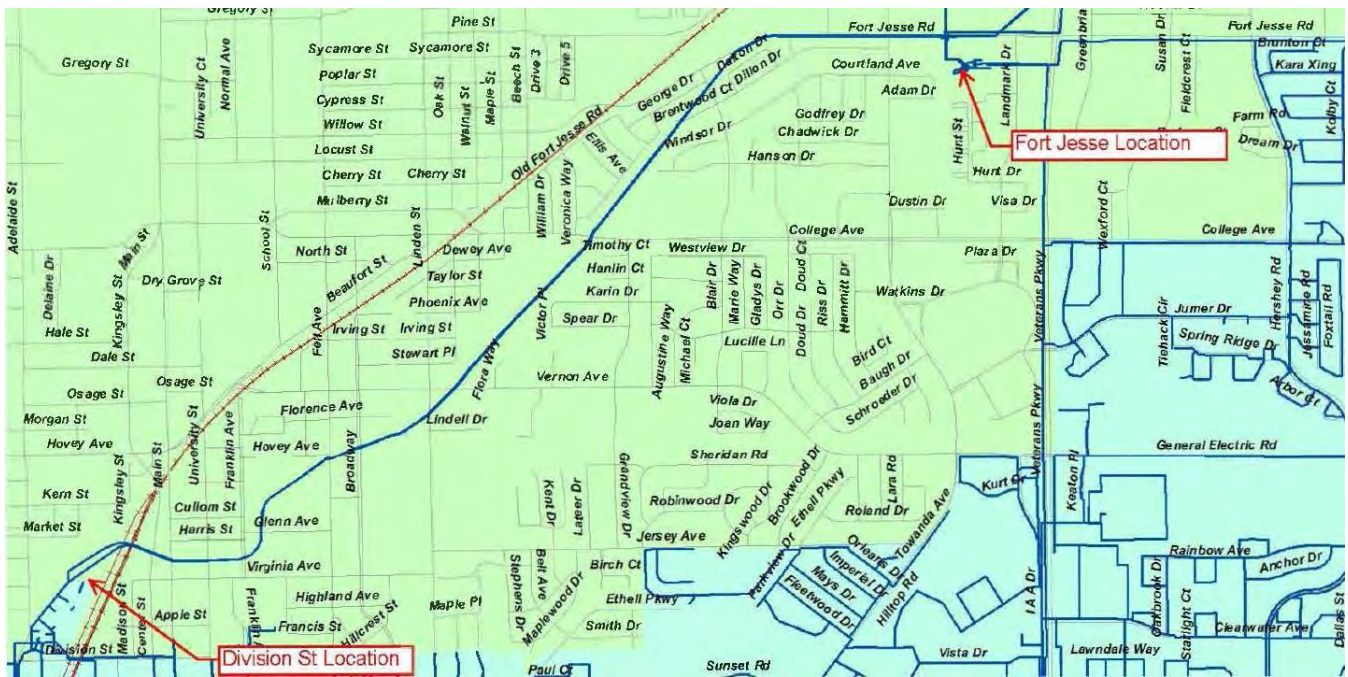 Gregory St
Pine St
Fort Jesse Rd
Fort Jesse Rd
Gregory St
University Ct
Normal Ave
Sycamore St
Sycamore St
Poplar St
Cypress St
Willow St
Locust St
Cherry St
Cherry St
Mulberry St
Oak St
Walnut St
Maple St
Beech St
Drive 3
Drive 5
George Dr
Daton Dr
Brentwood Ct
Dillon Dr
Courtland Ave
Adam Dr
Landmark Dr
Susan Dr
Fieldcrest Ct
Brunton Ct
Kara Xing
Kolby Ct
Farm Rd
Dream Dr
Old Fort Jesse Rd
Ellis Ave
Windsor Dr
Godfrey Dr
Chadwick Dr
Hanson Dr
Hunt St
Fort Jesse Location
Hunt Dr
Visa Dr
Dustin Dr
William Dr
Veronica Way
Adelaide St
School St
Main St
North St
Linden St
Dewey Ave
Timothy Ct
Westview Dr
College Ave
College Ave
Plaza Dr
Wexford Ct
Delaine Dr
Kingsley St
Dry Grove St
Beaufort St
Taylor St
Hanlin Ct
Karin Dr
Phoenix Ave
Victor Pl
Spear Dr
Blair Dr
Marie Way
Gladys Dr
Orr Dr
Doud Ct
Doud Dr
Riss Dr
Hammitt Dr
Watkins Dr
Veterans Pkwy
Jumer Dr
Hershey Rd
Jessamine Rd
Foxtail Rd
Hale St
Fell Ave
Irving St
Irving St
Stewart Pl
Augustine Way
Michael Ct
Lucille Ln
Bird Ct
Baugh Dr
Tiehack Cir
Spring Ridge Dr
Arbor Ct
Dale St
Osage St
Osage St
Flora Way
Vernon Ave
Schroeder Dr
Viola Dr
Morgan St
Florence Ave
Lindell Dr
Joan Way
Veterans Pkwy
Hovey Ave
Main St
University St
Franklin Ave
Hovey Ave
Broadway
Sheridan Rd
General Electric Rd
Kingsley St
Kern St
Cullom St
Kent Dr
Lateer Dr
Grandview Dr
Robinwood Dr
Kingswood Dr
Brookwood Dr
Ethell Pkwy
Lara Rd
Roland Dr
Kurt Dr
Keaton Pl
Market St
Harris St
Glenn Ave
Jersey Ave
Parkview Dr
Orleans Dr
Towanda Ave
Rainbow Ave
Anchor Dr
Virginia Ave
Stephens Dr
Belt Ave
Maplewood Dr
Birch Ct
Imperial Dr
Mays Dr
Fleetwood Dr
Hilltop Rd
IAA Dr
Oakbrook Dr
Starlight Ct
Madison St
Center St
Apple St
Highland Ave
Maple Pl
Ethell Pkwy
Francis St
Hillcrest St
Smith Dr
Clearwater Ave
Dallas St
Division St
Division St Location
Paul Ct
Sunset Rd
Vista Dr
Lawndale Way